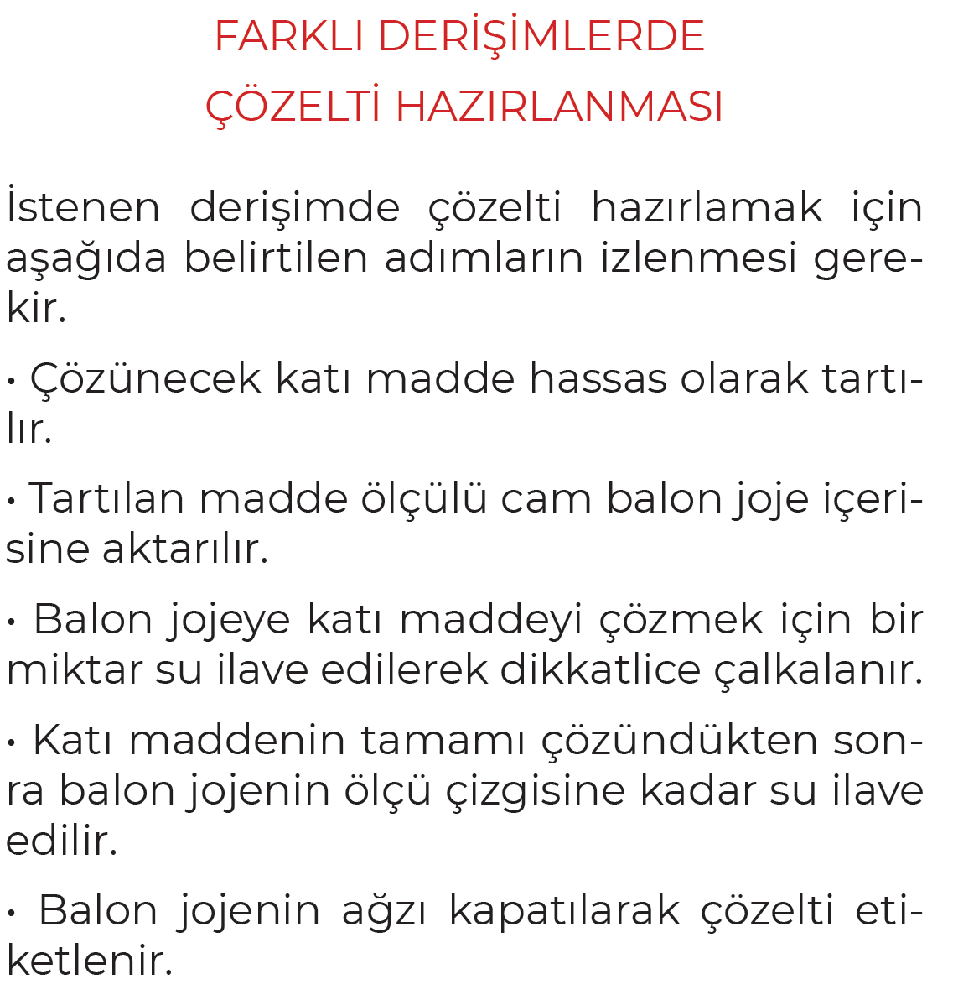 FARKLI DERİŞİMLERDE
ÇÖZELTİ HAZIRLANMASI
İstenen derişimde çözelti hazırlamak için
aşağıda belirtilen adımların izlenmesi gere-
kir.
• Çözünecek katı madde hassas olarak tartı-
lır.
• Tartılan madde ölçülü cam balon joje içeri-
sine aktarılır.
• Balon jojeye katı maddeyi çözmek için bir
miktar su ilave edilerek dikkatlice çalkalanır.
• Katı maddenin tamamı çözündükten son-
ra balon jojenin ölçü çizgisine kadar su ilave
edilir.
• Balon jojenin ağzı kapatılarak çözelti eti-
ketlenir.